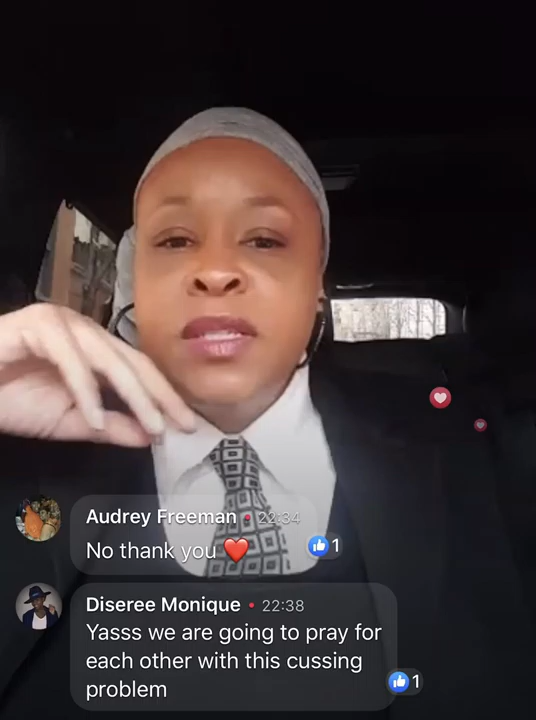 Audrey Freeman • 22:34
No thank you ❤️
1
Diseree Monique • 22:38
Yasss we are going to pray for
each other with this cussing
problem
1